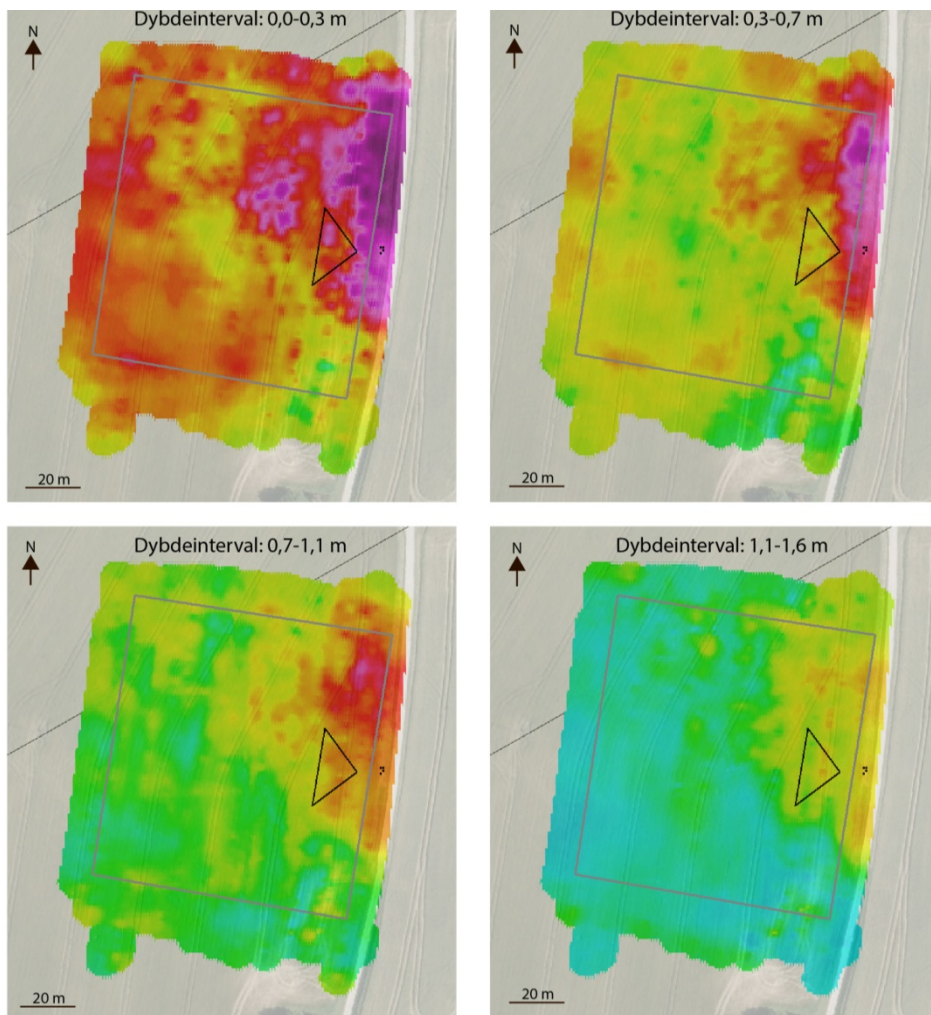 Dybdeinterval: 0,0-0,3 m
N
20 m
Dybdeinterval: 0,3-0,7 m
N
20 m
Dybdeinterval: 0,7-1,1 m
N
20 m
Dybdeinterval: 1,1-1,6 m
N
20 m